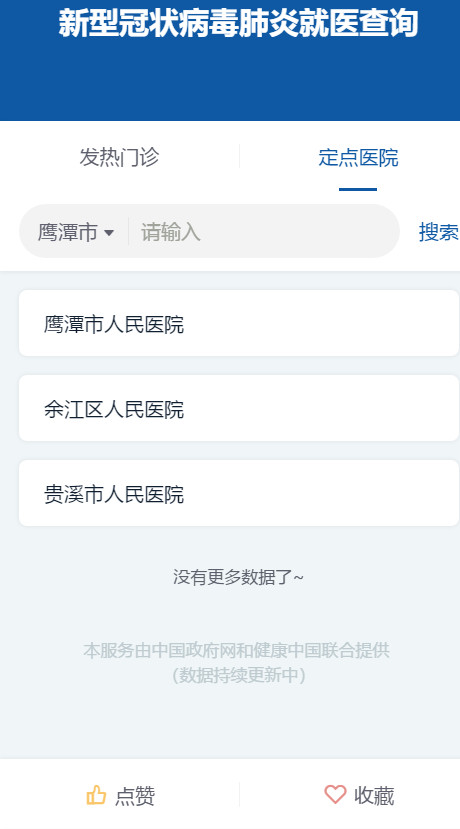 新型冠状病毒肺炎就医查询
发热门诊 定点医院
鹰潭市 请输入 搜索
鹰潭市人民医院
余江区人民医院
贵溪市人民医院
没有更多数据了~
本服务由中国政府网和健康中国联合提供
(数据持续更新中)
点赞 收藏